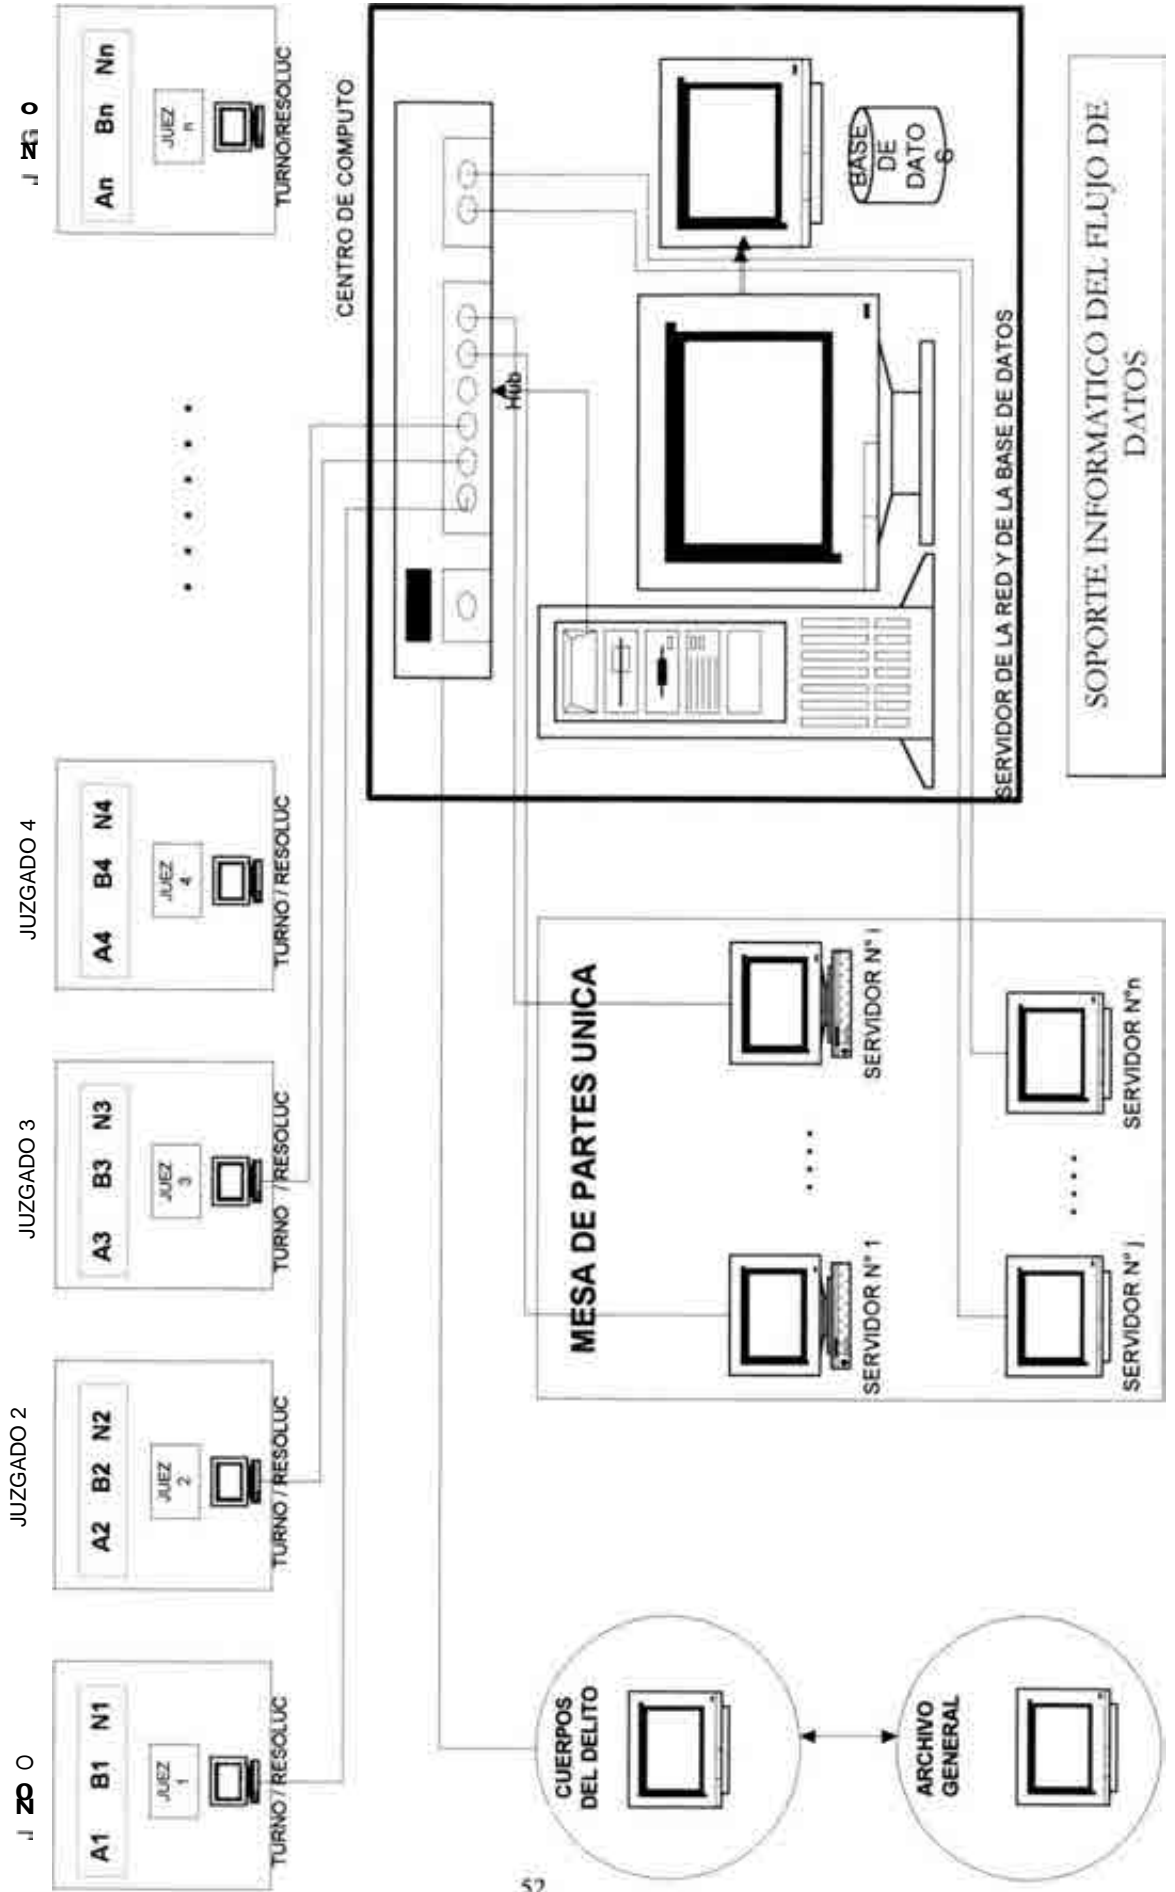 JUZGADO 2
JUZGADO 3
JUZGADO 4
A1 B1 N1
JUEZ
1
TURNO / RESOLUC
A2 B2 N2
JUEZ
2
TURNO / RESOLUC
A3 B3 N3
JUEZ
3
TURNO / RESOLUC
A4 B4 N4
JUEZ
4
TURNO / RESOLUC
. . . . . .
An Bn Nn
JUEZ
n
TURNO/RESOLUC
CENTRO DE COMPUTO
Hub
BASE
DE
DATO
S
SERVIDOR DE LA RED Y DE LA BASE DE DATOS
CUERPOS
DEL DELITO
ARCHIVO
GENERAL
MESA DE PARTES UNICA
SERVIDOR N° 1
. . . .
SERVIDOR N° i
SERVIDOR N° j
. . . .
SERVIDOR N°n
SOPORTE INFORMATICO DEL FLUJO DE
DATOS
52